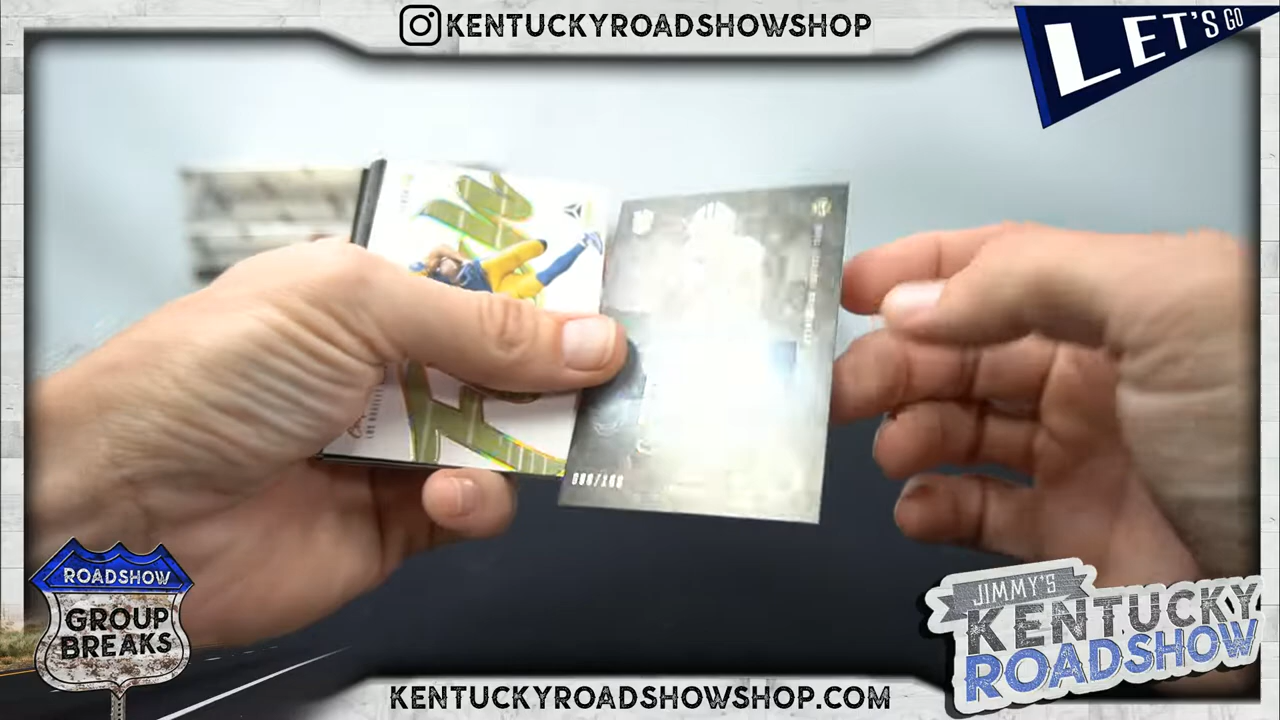 KENTUCKYROADSHOWSHOP
LET'S GO
ROADSHOW
GROUP
BREAKS
JIMMY'S
KENTUCKY
ROADSHOW
KENTUCKYROADSHOWSHOP.COM